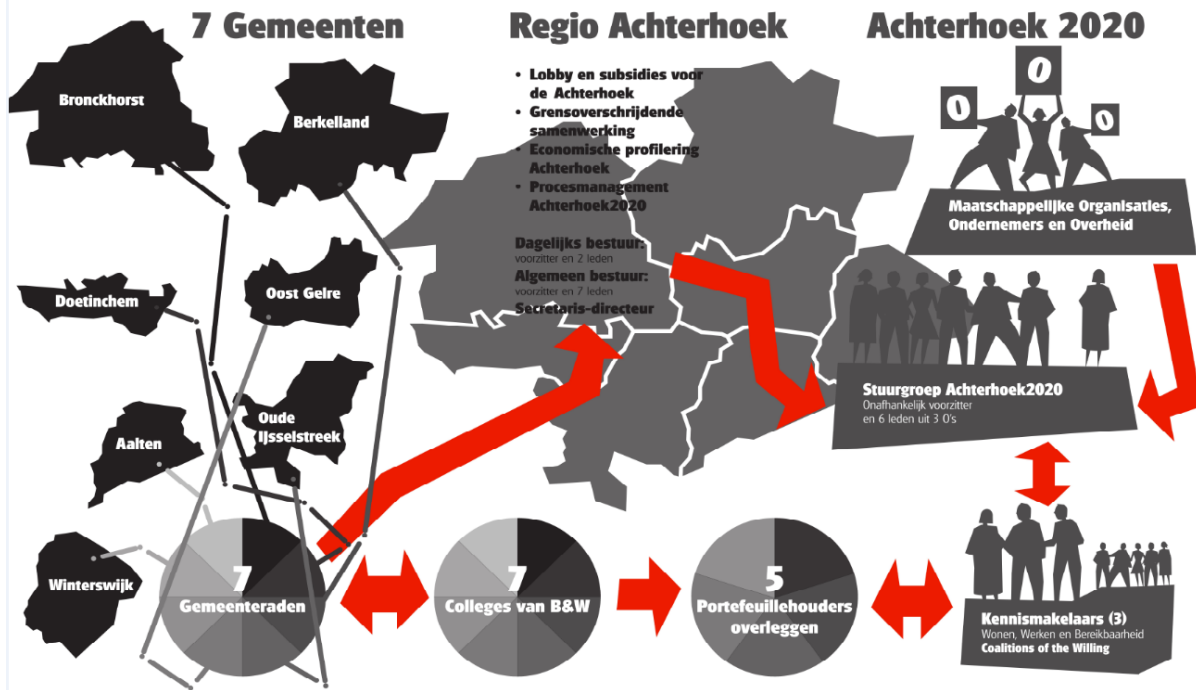 7 Gemeenten
Bronckhorst
Berkelland
Doetinchem
Oost Gelre
Aalten
Oude
IJsselstreek
Winterswijk
Regio Achterhoek
• Lobby en subsidies voor
de Achterhoek
• Grensoverschrijdende
samenwerking
• Economische profilering
Achterhoek
• Procesmanagement
Achterhoek2020
Dagelijks bestuur:
voorzitter en 2 leden
Algemeen bestuur:
voorzitter en 7 leden
Secretaris-directeur
Achterhoek 2020
0
0
0
Maatschappelijke Organisaties,
Ondernemers en Overheid
Stuurgroep Achterhoek2020
Onafhankelijk voorzitter
en 6 leden uit 3 O's
7
Gemeenteraden
7
Colleges van B&W
5
Portefeuillehouders
overleggen
Kennismakelaars (3)
Wonen, Werken en Bereikbaarheid
Coalitions of the Willing